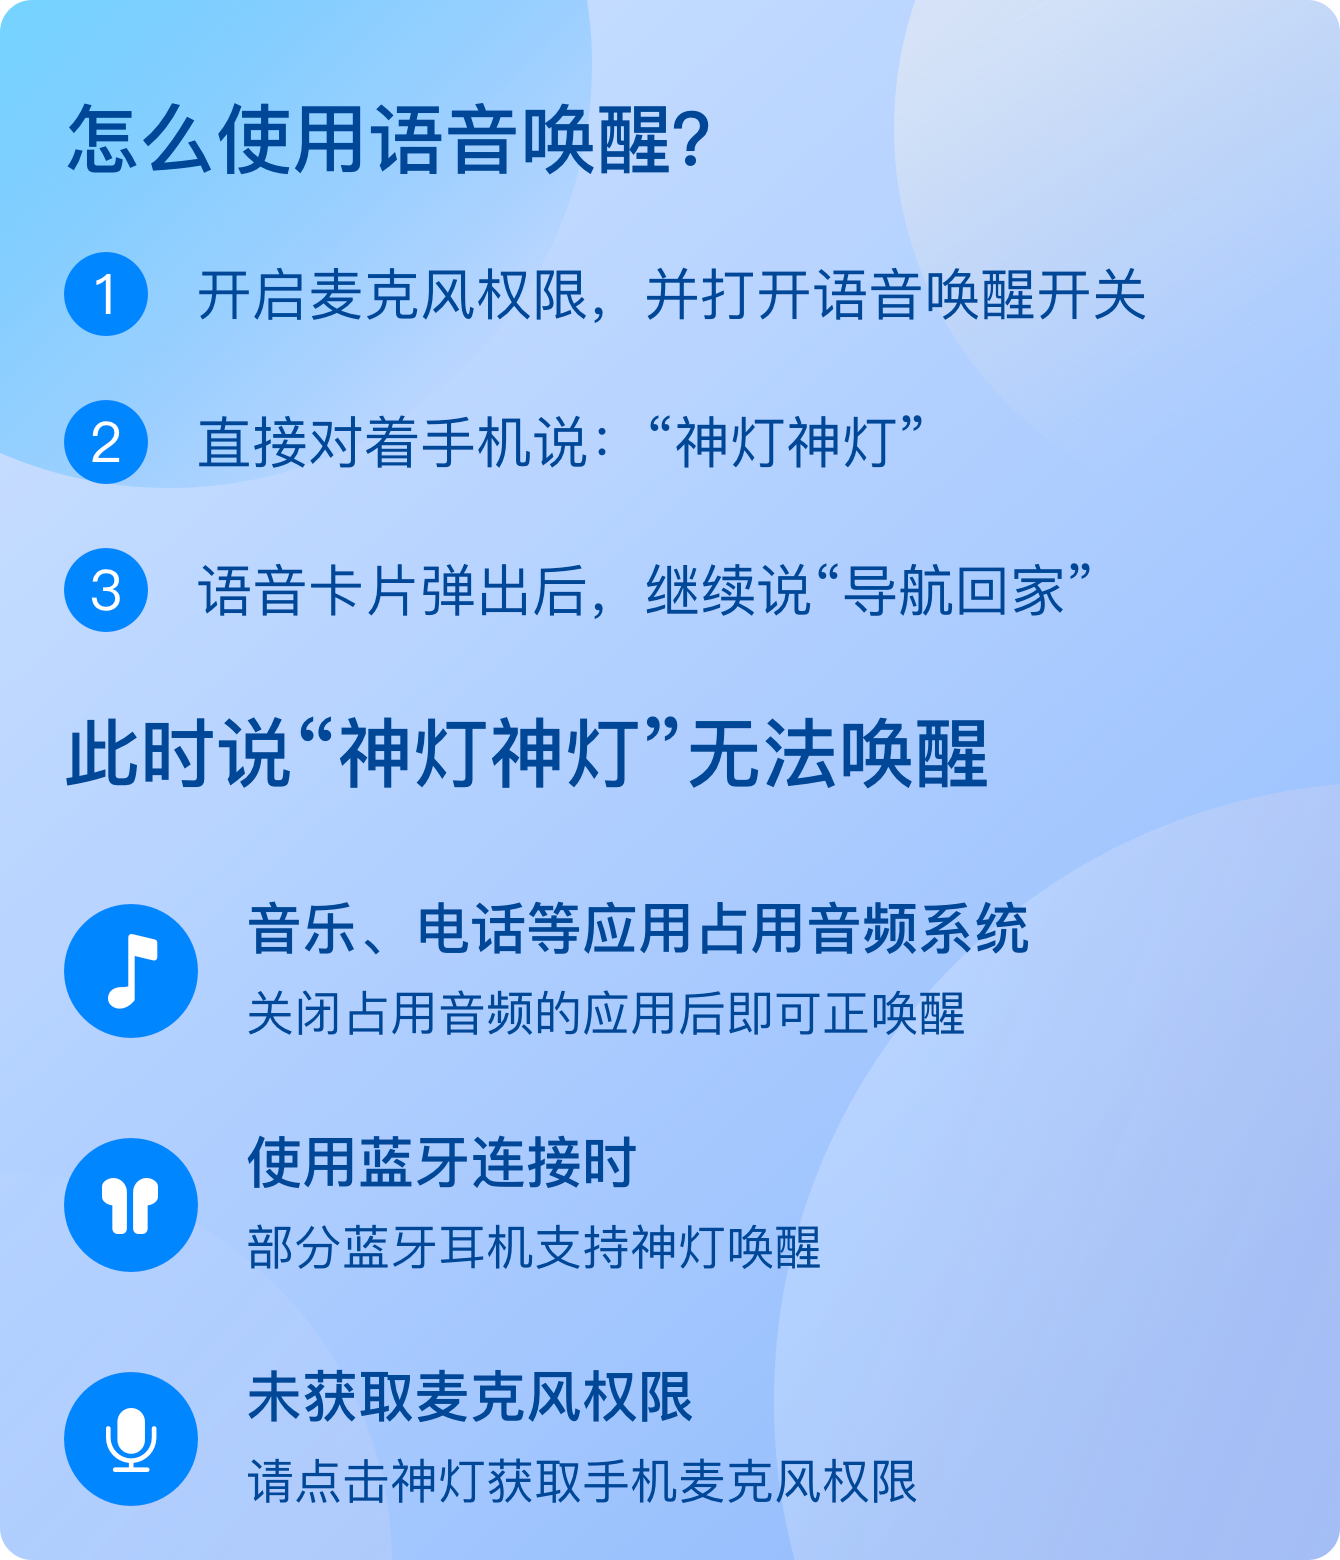 怎么使用语音唤醒?
1 开启麦克风权限，并打开语音唤醒开关
2 直接对着手机说：“神灯神灯”
3 语音卡片弹出后，继续说“导航回家”
此时说“神灯神灯”无法唤醒
音乐、电话等应用占用音频系统
关闭占用音频的应用后即可正唤醒
使用蓝牙连接时
部分蓝牙耳机支持神灯唤醒
未获取麦克风权限
请点击神灯获取手机麦克风权限